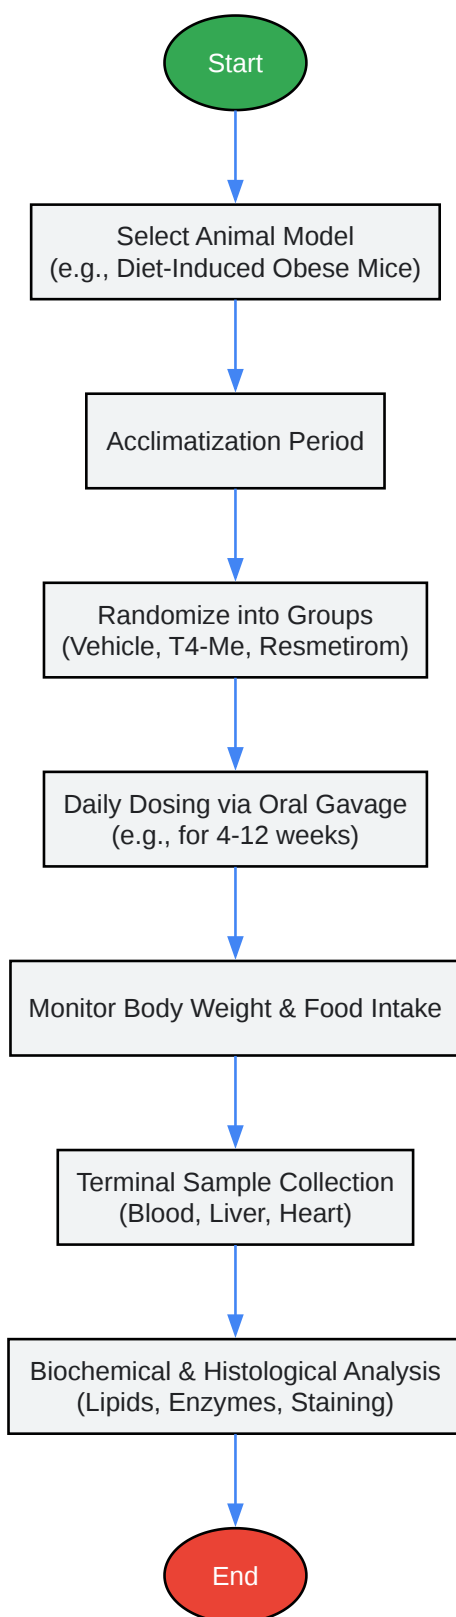 Start
Select Animal Model
(e.g., Diet-Induced Obese Mice)
Acclimatization Period
Randomize into Groups
(Vehicle, T4-Me, Resmetirom)
Daily Dosing via Oral Gavage
(e.g., for 4-12 weeks)
Monitor Body Weight & Food Intake
Terminal Sample Collection
(Blood, Liver, Heart)
Biochemical & Histological Analysis
(Lipids, Enzymes, Staining)
End